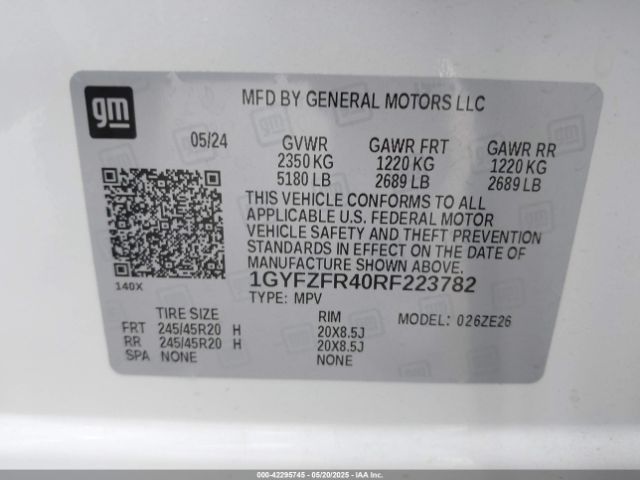 gm
MFD BY GENERAL MOTORS LLC
05/24 GVWR GAWR FRT GAWR RR
2350 KG 1220 KG 1220 KG
5180 LB 2689 LB 2689 LB
THIS VEHICLE CONFORMS TO ALL
APPLICABLE U.S. FEDERAL MOTOR
VEHICLE SAFETY AND THEFT PREVENTION
STANDARDS IN EFFECT ON THE DATE OF
MANUFACTURE SHOWN ABOVE.
140X 1GYFZFR40RF223782
TYPE: MPV
TIRE SIZE RIM MODEL: 026ZE26
FRT 245/45R20 H 20X8.5J
RR 245/45R20 H 20X8.5J
SPA NONE NONE
000-42295745 - 05/20/2025 - IAA Inc.